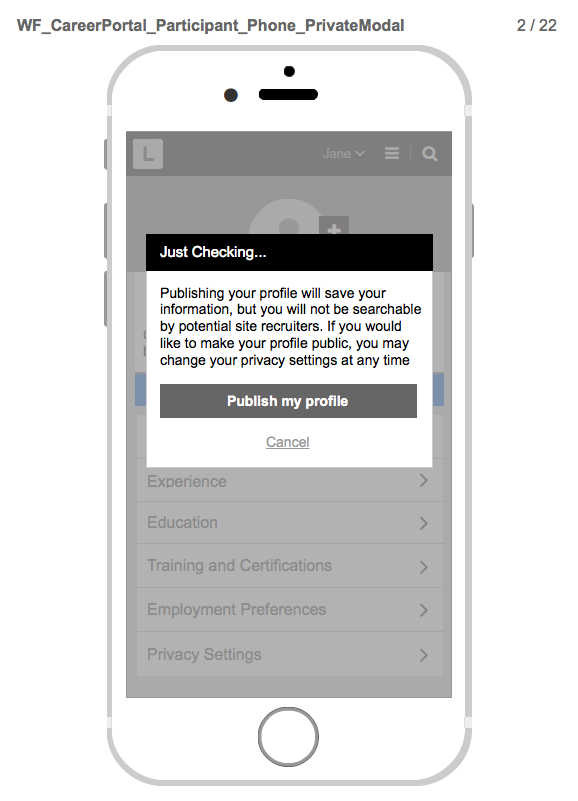 WF_CareerPortal_Participant_Phone_PrivateModal 2 / 22
L Jane
Just Checking...
Publishing your profile will save your
information, but you will not be searchable
by potential site recruiters. If you would
like to make your profile public, you may
change your privacy settings at any time
Publish my profile
Cancel
Experience
Education
Training and Certifications
Employment Preferences
Privacy Settings